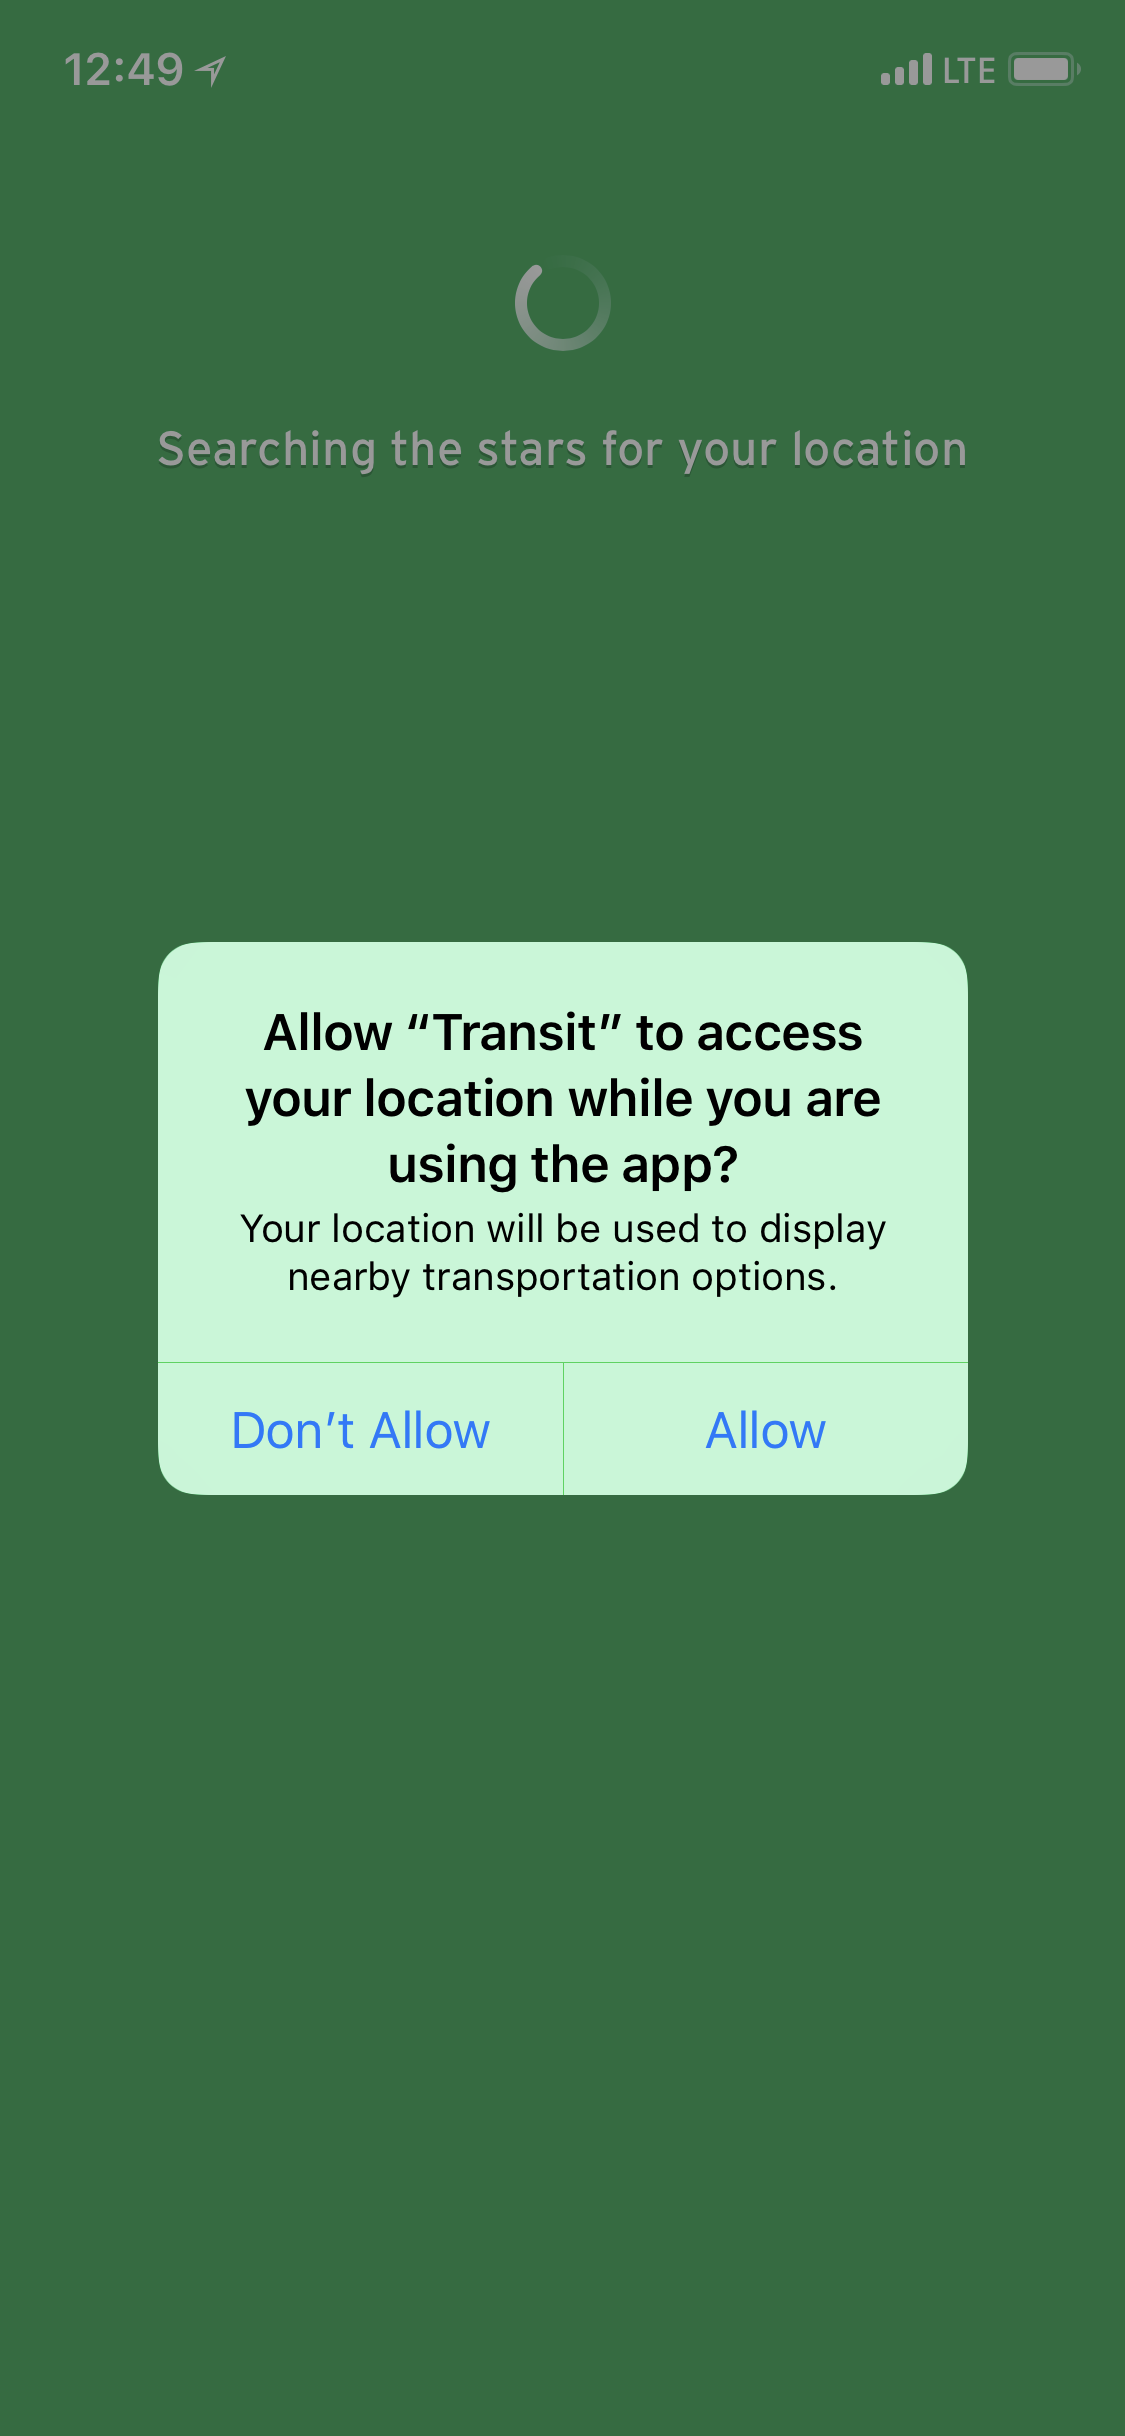 12:49 LTE
Searching the stars for your location
Allow “Transit” to access
your location while you are
using the app?
Your location will be used to display
nearby transportation options.
Don’t Allow Allow